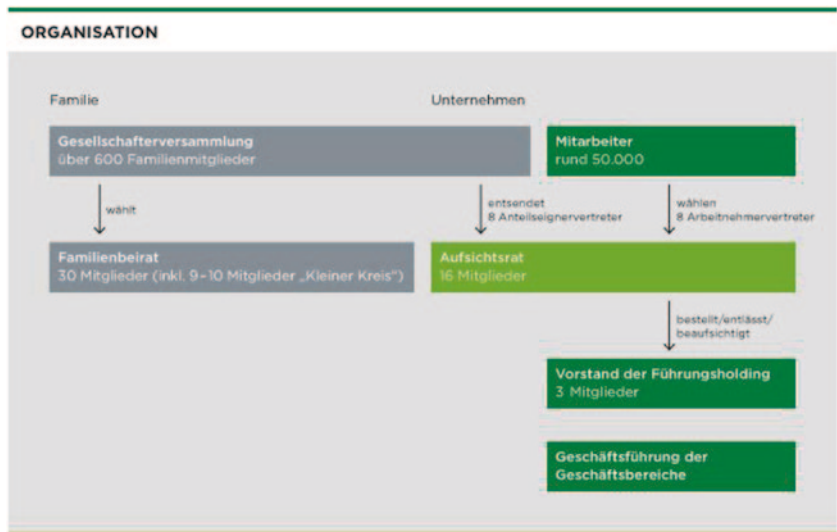 ORGANISATION
Familie
Unternehmen
Gesellschafterversammlung
über 600 Familienmitglieder
Mitarbeiter
rund 50.000
wählt
entsendet
8 Anteilseignervertreter
wählen
8 Arbeitnehmervertreter
Familienbeirat
30 Mitglieder (inkl. 9–10 Mitglieder „Kleiner Kreis“)
Aufsichtsrat
16 Mitglieder
bestellt/entlässt/
beaufsichtigt
Vorstand der Führungsholding
3 Mitglieder
Geschäftsführung der
Geschäftsbereiche